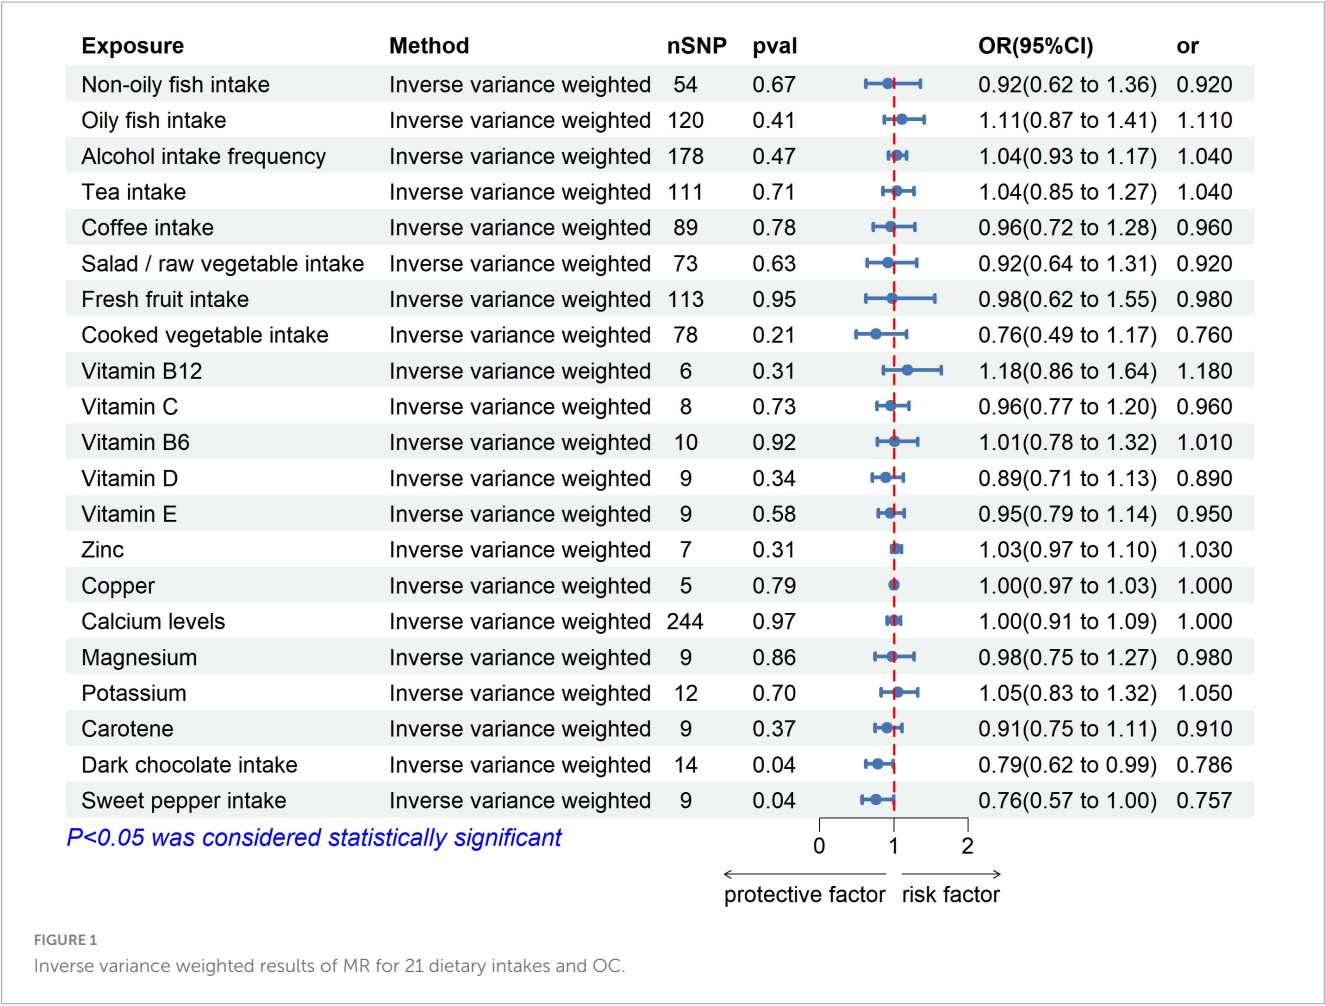 Exposure Method nSNP pval OR(95%CI) or
Non-oily fish intake Inverse variance weighted 54 0.67 0.92(0.62 to 1.36) 0.920
Oily fish intake Inverse variance weighted 120 0.41 1.11(0.87 to 1.41) 1.110
Alcohol intake frequency Inverse variance weighted 178 0.47 1.04(0.93 to 1.17) 1.040
Tea intake Inverse variance weighted 111 0.71 1.04(0.85 to 1.27) 1.040
Coffee intake Inverse variance weighted 89 0.78 0.96(0.72 to 1.28) 0.960
Salad / raw vegetable intake Inverse variance weighted 73 0.63 0.92(0.64 to 1.31) 0.920
Fresh fruit intake Inverse variance weighted 113 0.95 0.98(0.62 to 1.55) 0.980
Cooked vegetable intake Inverse variance weighted 78 0.21 0.76(0.49 to 1.17) 0.760
Vitamin B12 Inverse variance weighted 6 0.31 1.18(0.86 to 1.64) 1.180
Vitamin C Inverse variance weighted 8 0.73 0.96(0.77 to 1.20) 0.960
Vitamin B6 Inverse variance weighted 10 0.92 1.01(0.78 to 1.32) 1.010
Vitamin D Inverse variance weighted 9 0.34 0.89(0.71 to 1.13) 0.890
Vitamin E Inverse variance weighted 9 0.58 0.95(0.79 to 1.14) 0.950
Zinc Inverse variance weighted 7 0.31 1.03(0.97 to 1.10) 1.030
Copper Inverse variance weighted 5 0.79 1.00(0.97 to 1.03) 1.000
Calcium levels Inverse variance weighted 244 0.97 1.00(0.91 to 1.09) 1.000
Magnesium Inverse variance weighted 9 0.86 0.98(0.75 to 1.27) 0.980
Potassium Inverse variance weighted 12 0.70 1.05(0.83 to 1.32) 1.050
Carotene Inverse variance weighted 9 0.37 0.91(0.75 to 1.11) 0.910
Dark chocolate intake Inverse variance weighted 14 0.04 0.79(0.62 to 0.99) 0.786
Sweet pepper intake Inverse variance weighted 9 0.04 0.76(0.57 to 1.00) 0.757
P<0.05 was considered statistically significant
0 1 2
protective factor risk factor
FIGURE 1
Inverse variance weighted results of MR for 21 dietary intakes and OC.